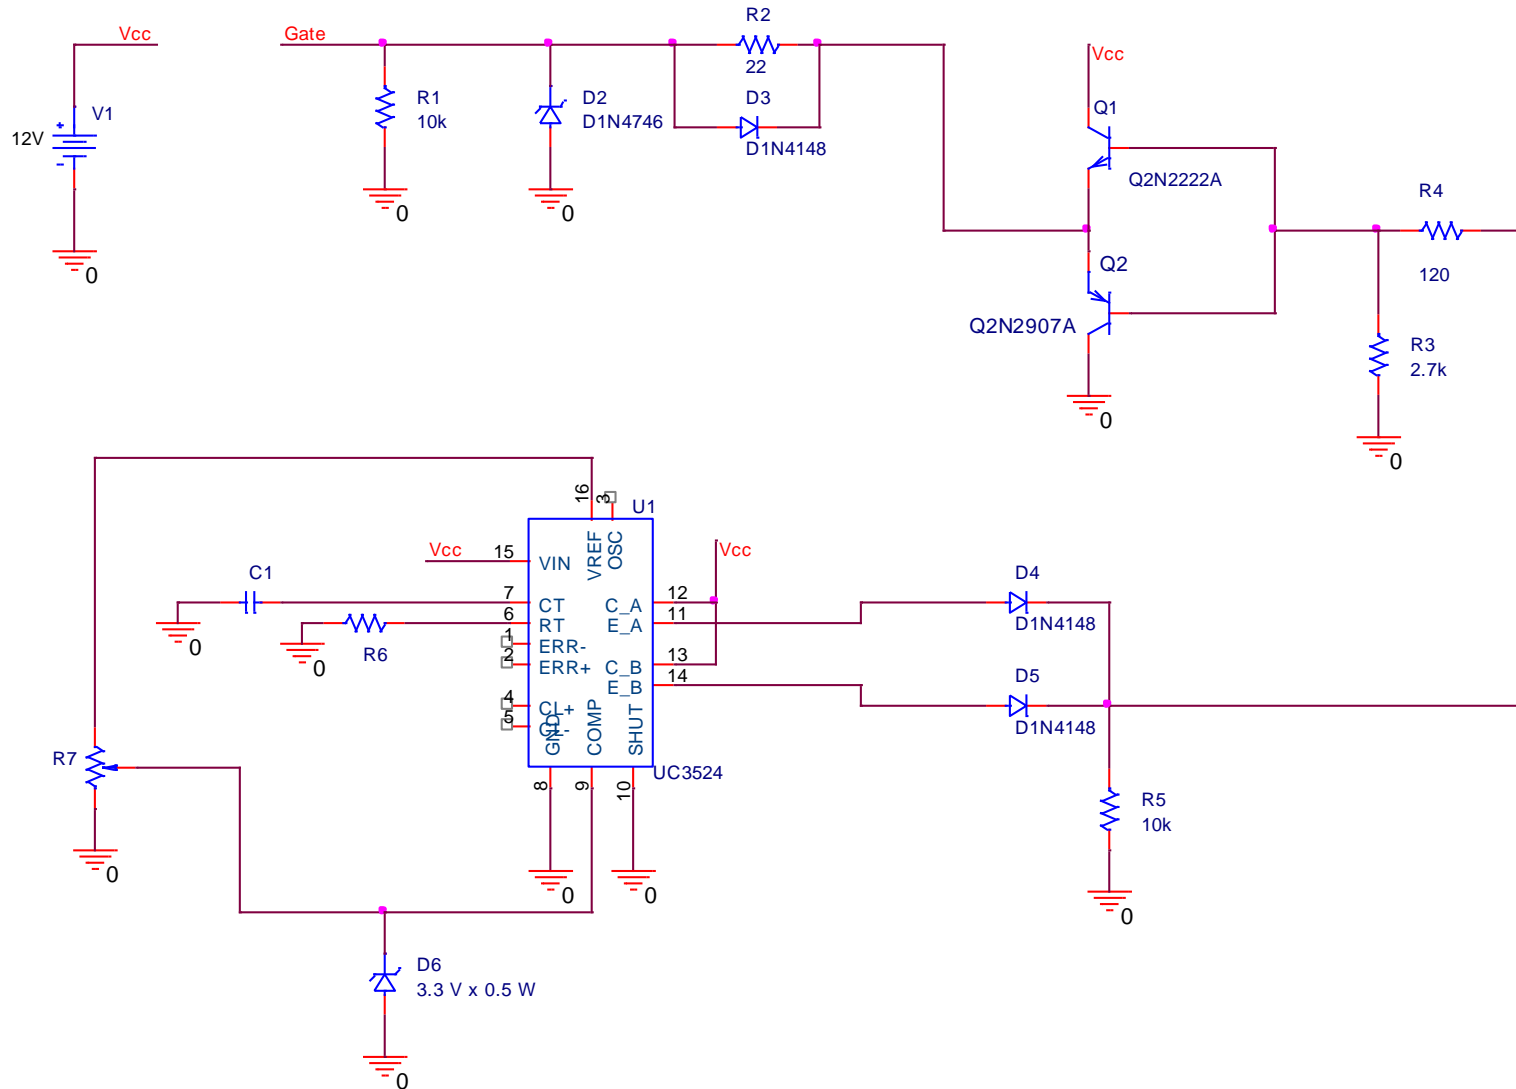 Vcc
Gate
R2
22
Vcc
V1
12V
R1
10k
D2
D1N4746
D3
D1N4148
Q1
Q2N2222A
R4
120
0
0
0
Q2
Q2N2907A
R3
2.7k
0
0
16
3
U1
Vcc
15
VIN
VREF
OSC
Vcc
C1
7
CT
C_A
12
D4
6
RT
E_A
11
D1N4148
0
R6
0
1
ERR-
2
ERR+
C_B
13
E_B
14
D5
4
CL+
5
CL-
D1N4148
GND
COMP
SHUT
R7
UC3524
8
9
10
R5
10k
0
0
0
0
D6
3.3 V x 0.5 W
0